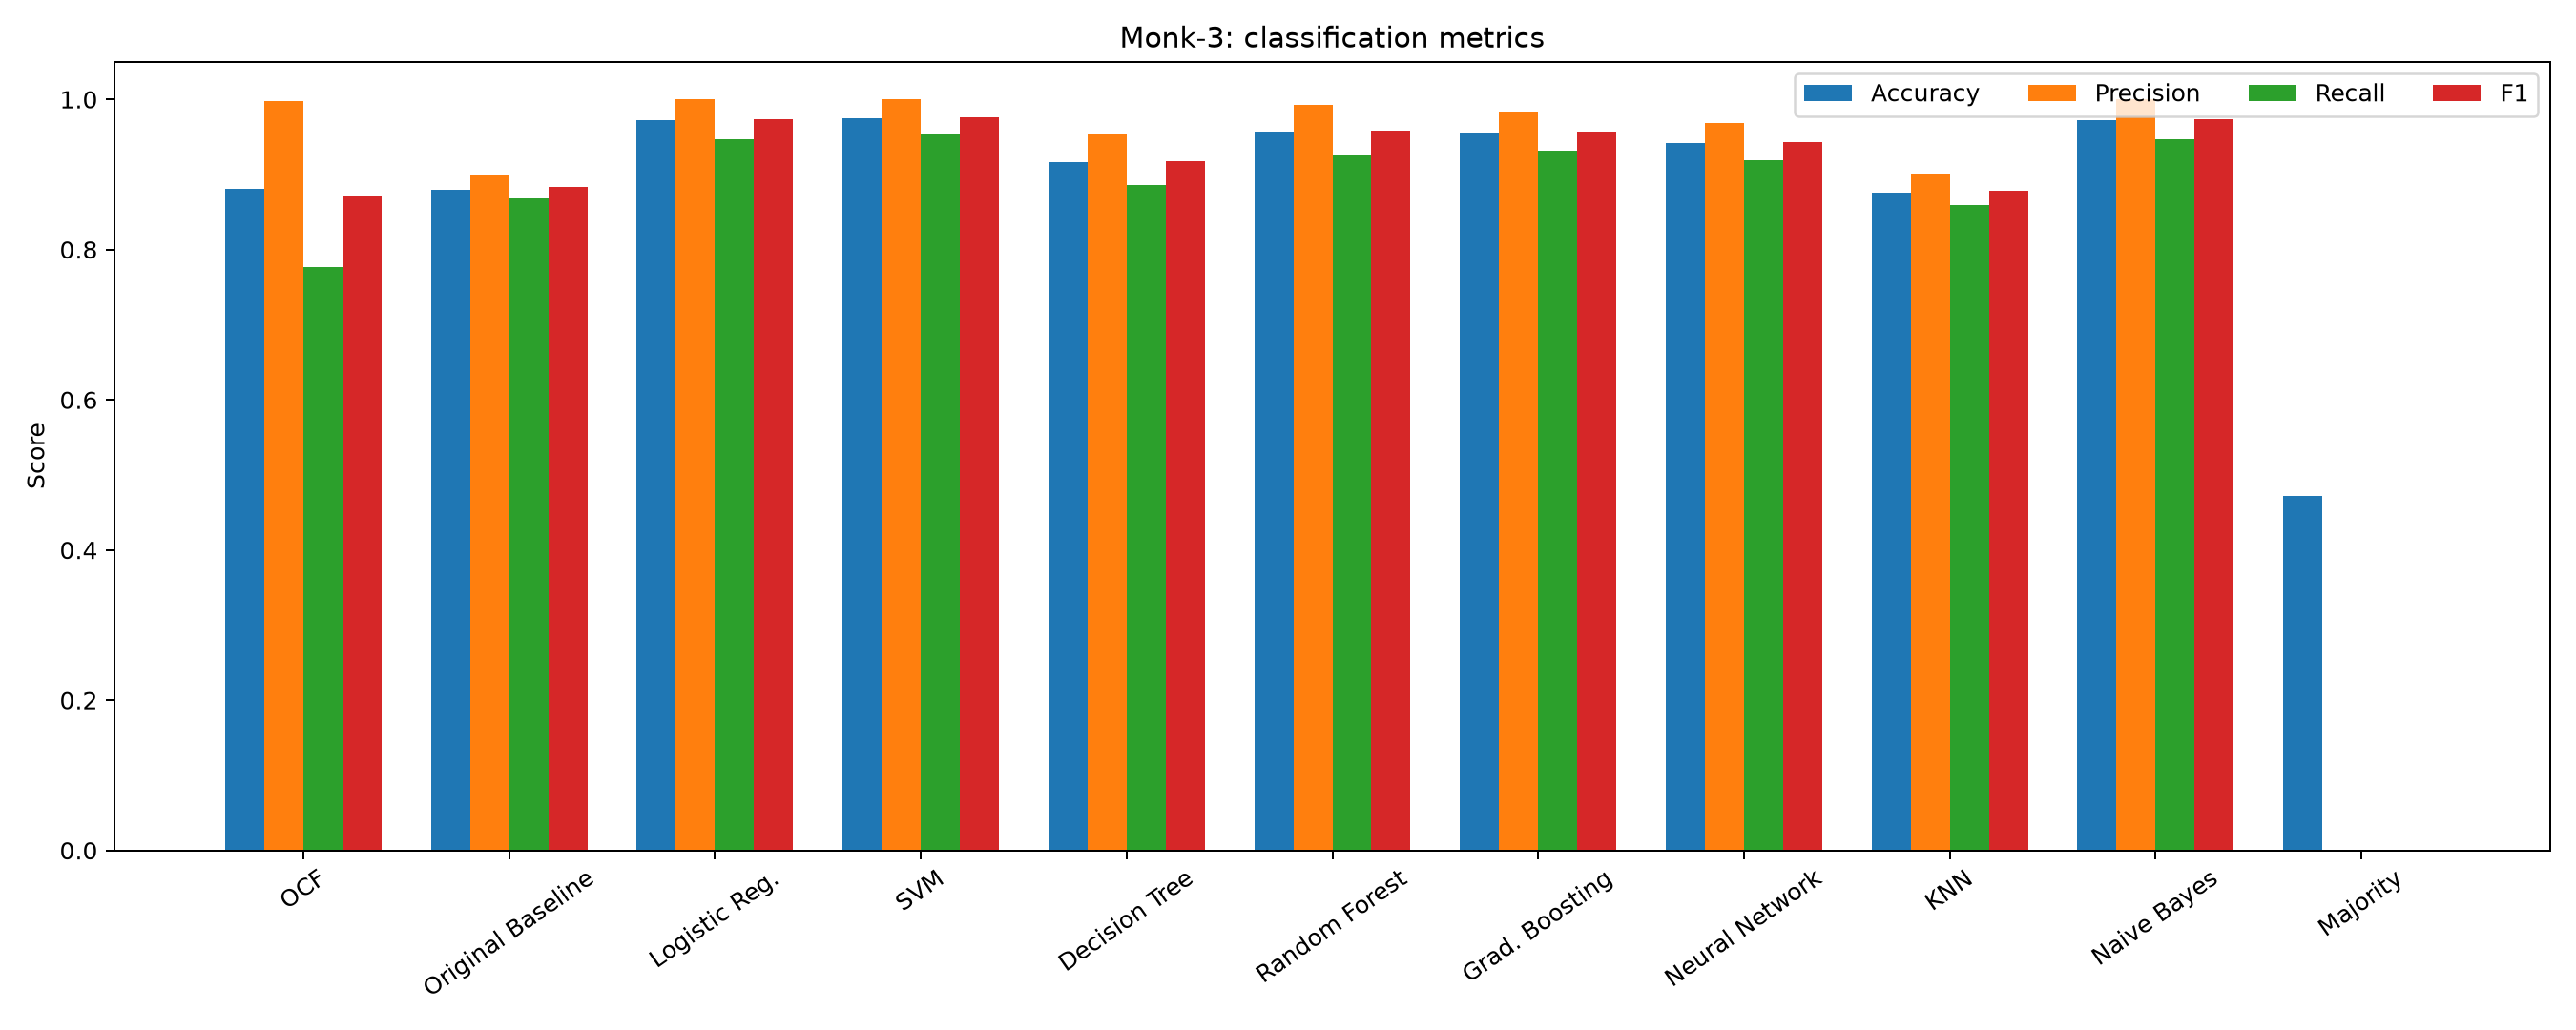 Monk-3: classification metrics
Accuracy Precision Recall F1
Score
1.0
0.8
0.6
0.4
0.2
0.0
OCF
Original Baseline
Logistic Reg.
SVM
Decision Tree
Random Forest
Grad. Boosting
Neural Network
KNN
Naive Bayes
Majority